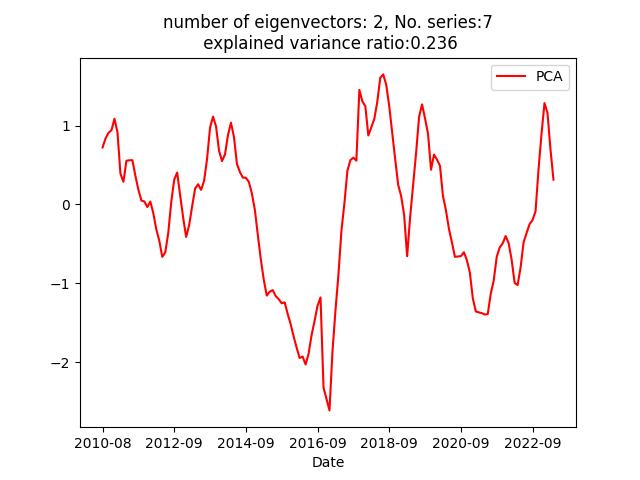 number of eigenvectors: 2, No. series:7
explained variance ratio:0.236
PCA
1
0
−1
−2
2010-08 2012-09 2014-09 2016-09 2018-09 2020-09 2022-09
Date